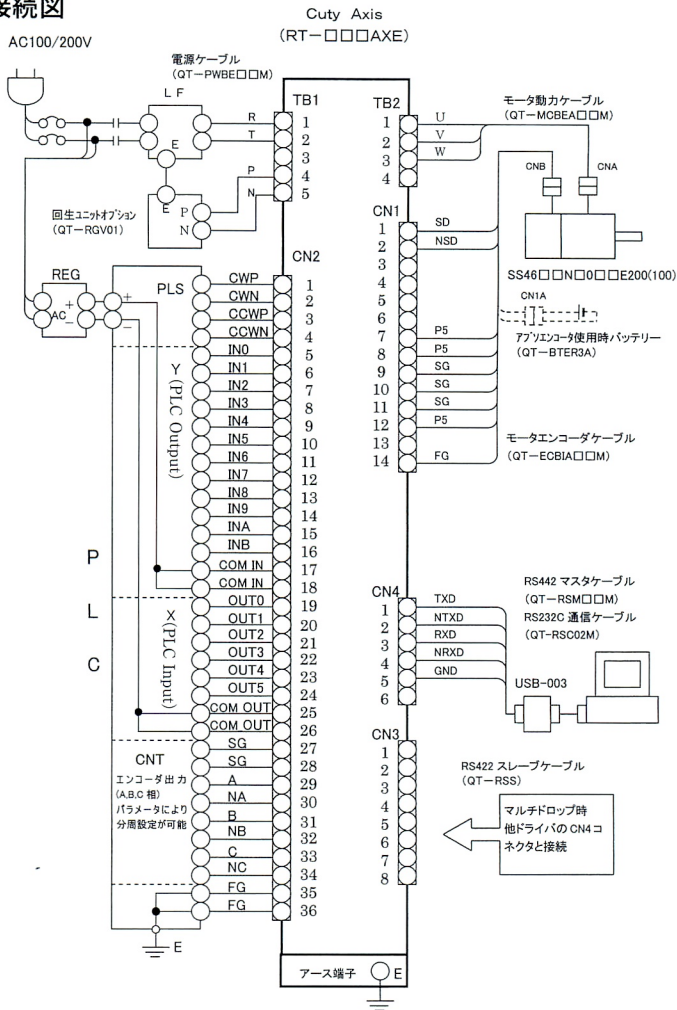 接続図
Cuty Axis
(RT-□□□AXE)
AC100/200V
電源ケーブル
(QT-PWBE□□M)
LF
E
E
P
N
R
T
P
N
回生ユニットオプション
(QT-RGV01)
REG
AC
+
-
+
-
TB1
1
2
3
4
5
TB2
1
2
3
4
U
V
W
モータ動力ケーブル
(QT-MCBEA□□M)
CNB
CNA
SS46□□N□0□□E200(100)
CN1A
アブソエンコータ使用時バッテリー
(QT-BTER3A)
モータエンコーダケーブル
(QT-ECBIA□□M)
CN1
1 SD
2 NSD
3
4
5
6
7 P5
8 P5
9 SG
10 SG
11 SG
12 P5
13
14 FG
CN2
PLS
CWP 1
CWN 2
CCWP 3
CCWN 4
Y (PLC Output)
IN0 5
IN1 6
IN2 7
IN3 8
IN4 9
IN5 10
IN6 11
IN7 12
IN8 13
IN9 14
INA 15
INB 16
COM IN 17
COM IN 18
PLC
X (PLC Input)
OUT0 19
OUT1 20
OUT2 21
OUT3 22
OUT4 23
OUT5 24
COM OUT 25
COM OUT 26
CNT
エンコーダ出力
(A,B,C 相)
パラメータにより
分周設定が可能
SG 27
SG 28
A 29
NA 30
B 31
NB 32
C 33
NC 34
FG 35
FG 36
E
CN4
1 TXD
2 NTXD
3 RXD
4 NRXD
5 GND
6
RS442 マスタケーブル
(QT-RSM□□M)
RS232C 通信ケーブル
(QT-RSC02M)
USB-003
CN3
1
2
3
4
5
6
7
8
RS422 スレーブケーブル
(QT-RSS)
マルチドロップ時
他ドライバのCN4コ
ネクタと接続
アース端子
E